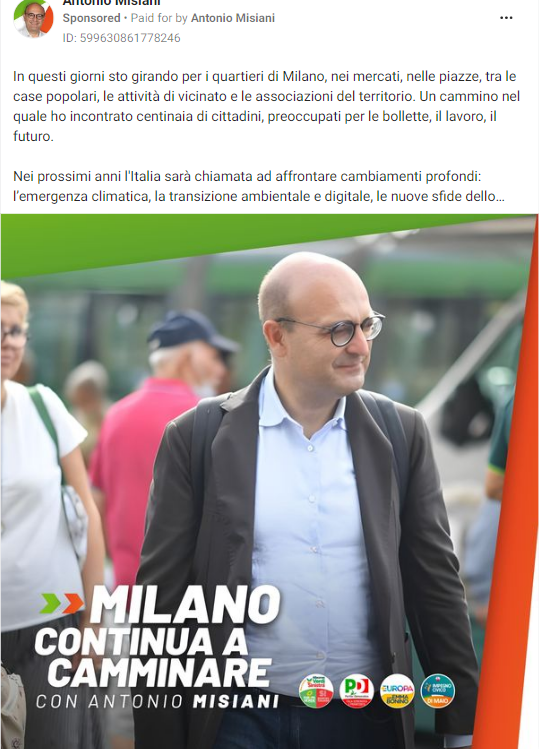 Antonio Misiani
Sponsored • Paid for by Antonio Misiani
ID: 599630861778246
In questi giorni sto girando per i quartieri di Milano, nei mercati, nelle piazze, tra le
case popolari, le attività di vicinato e le associazioni del territorio. Un cammino nel
quale ho incontrato centinaia di cittadini, preoccupati per le bollette, il lavoro, il
futuro.
Nei prossimi anni l'Italia sarà chiamata ad affrontare cambiamenti profondi:
l'emergenza climatica, la transizione ambientale e digitale, le nuove sfide dello...
MILANO
CONTINUA A
CAMMINARE
CON ANTONIO MISIANI
PD
EUROPA
EMMA
BONINO
IMPEGNO
CIVICO
DI MAIO